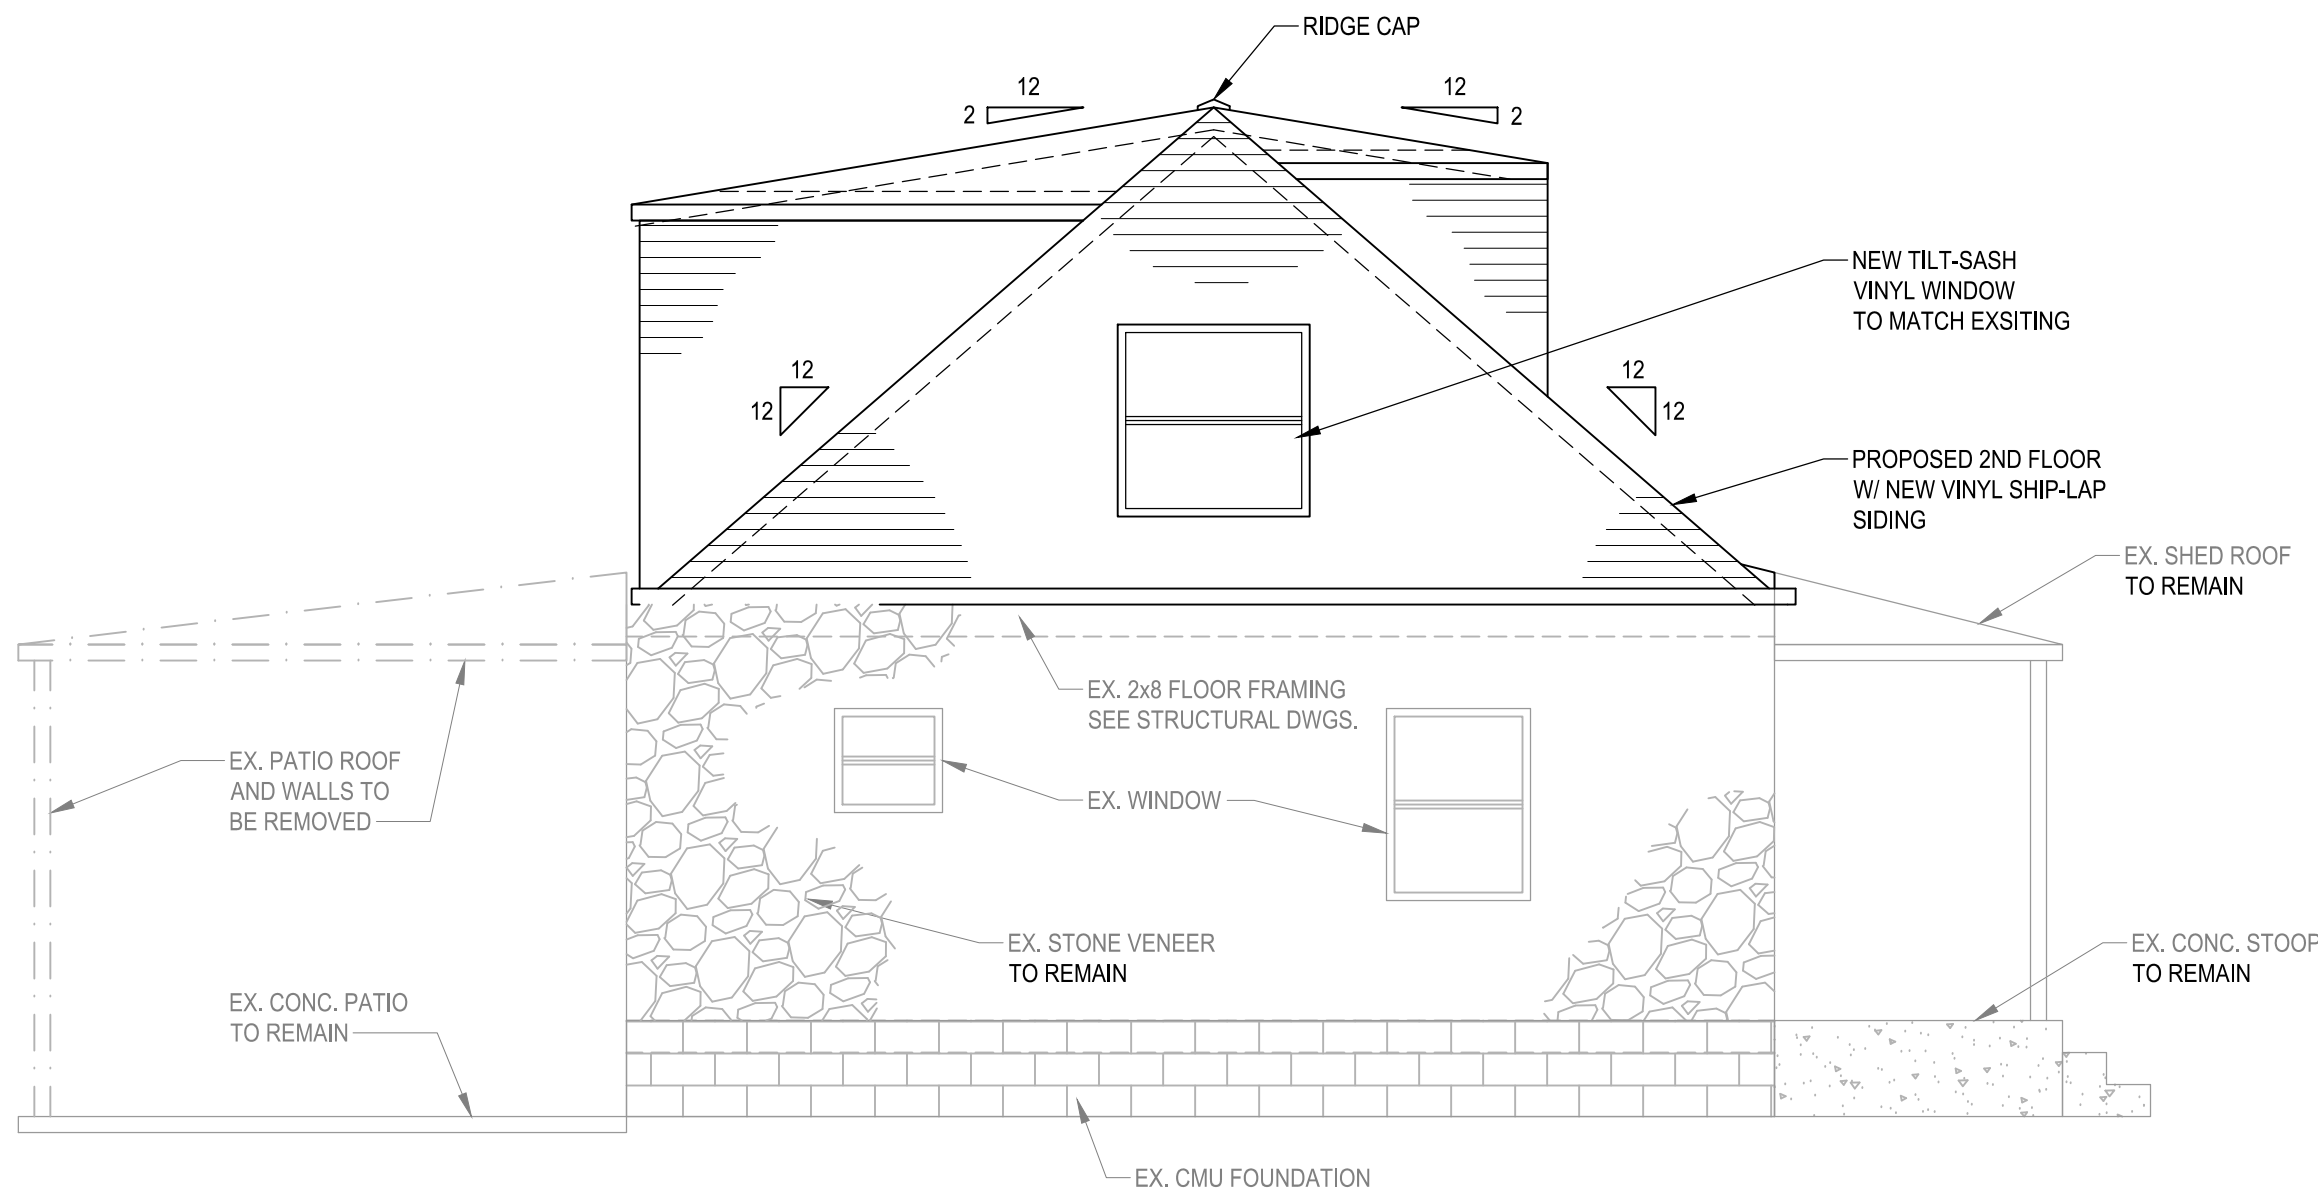 RIDGE CAP
12
2
12
2
NEW TILT-SASH
VINYL WINDOW
TO MATCH EXSITING
12
12
12
12
PROPOSED 2ND FLOOR
W/ NEW VINYL SHIP-LAP
SIDING
EX. SHED ROOF
TO REMAIN
EX. 2x8 FLOOR FRAMING
SEE STRUCTURAL DWGS.
EX. PATIO ROOF
AND WALLS TO
BE REMOVED
EX. WINDOW
EX. STONE VENEER
TO REMAIN
EX. CONC. STOOP
TO REMAIN
EX. CONC. PATIO
TO REMAIN
EX. CMU FOUNDATION